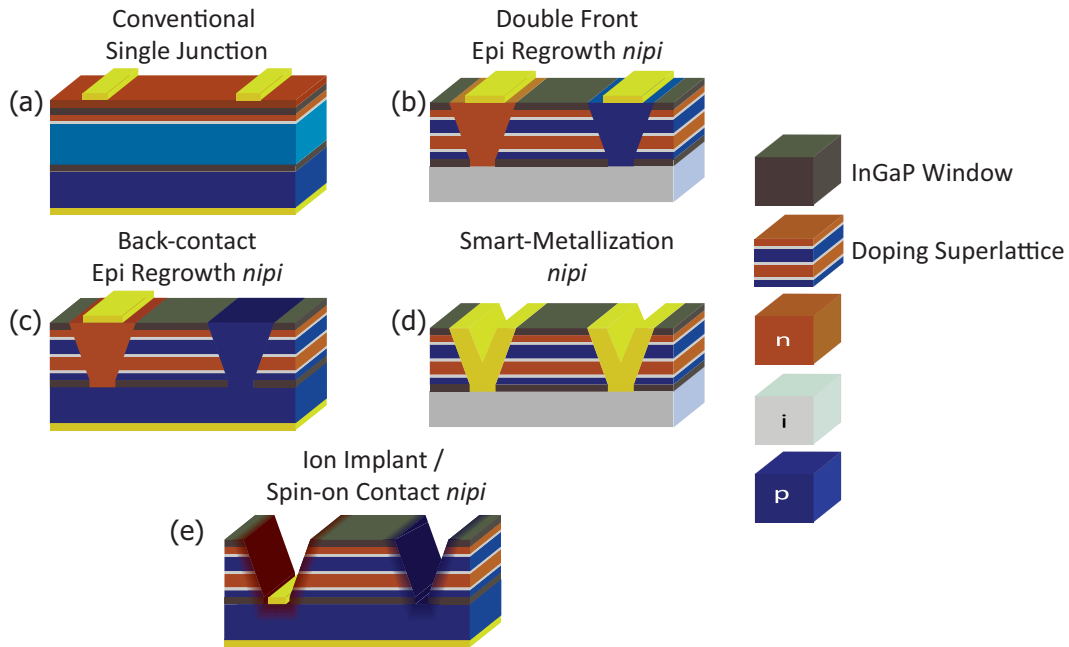 Conventional
Single Junction
(a)
Double Front
Epi Regrowth nipi
(b)
Back-contact
Epi Regrowth nipi
(c)
Smart-Metallization
nipi
(d)
Ion Implant /
Spin-on Contact nipi
(e)
InGaP Window
Doping Superlattice
n
i
p